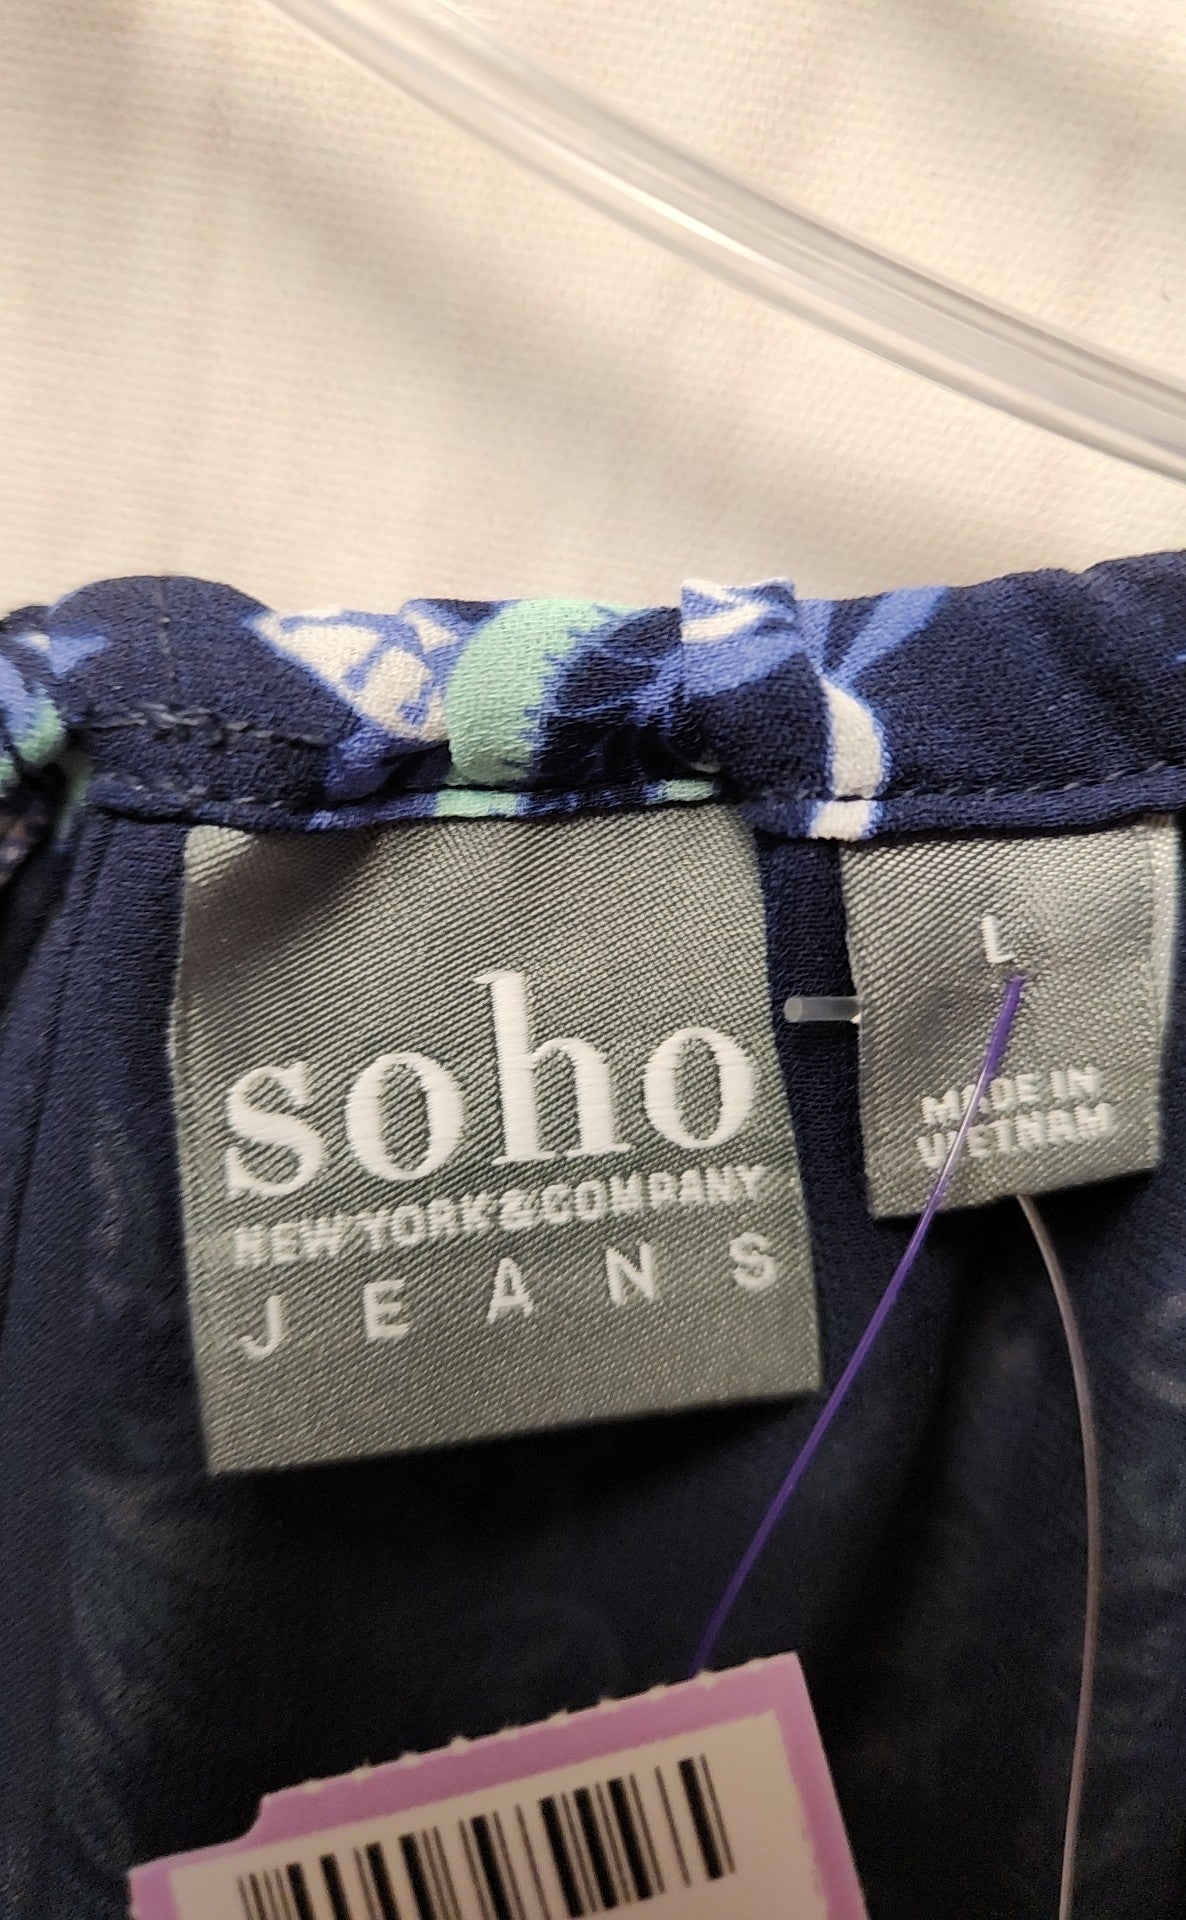 soho
NEW YORK & COMPANY
JEANS
L
MADE IN
VIETNAM